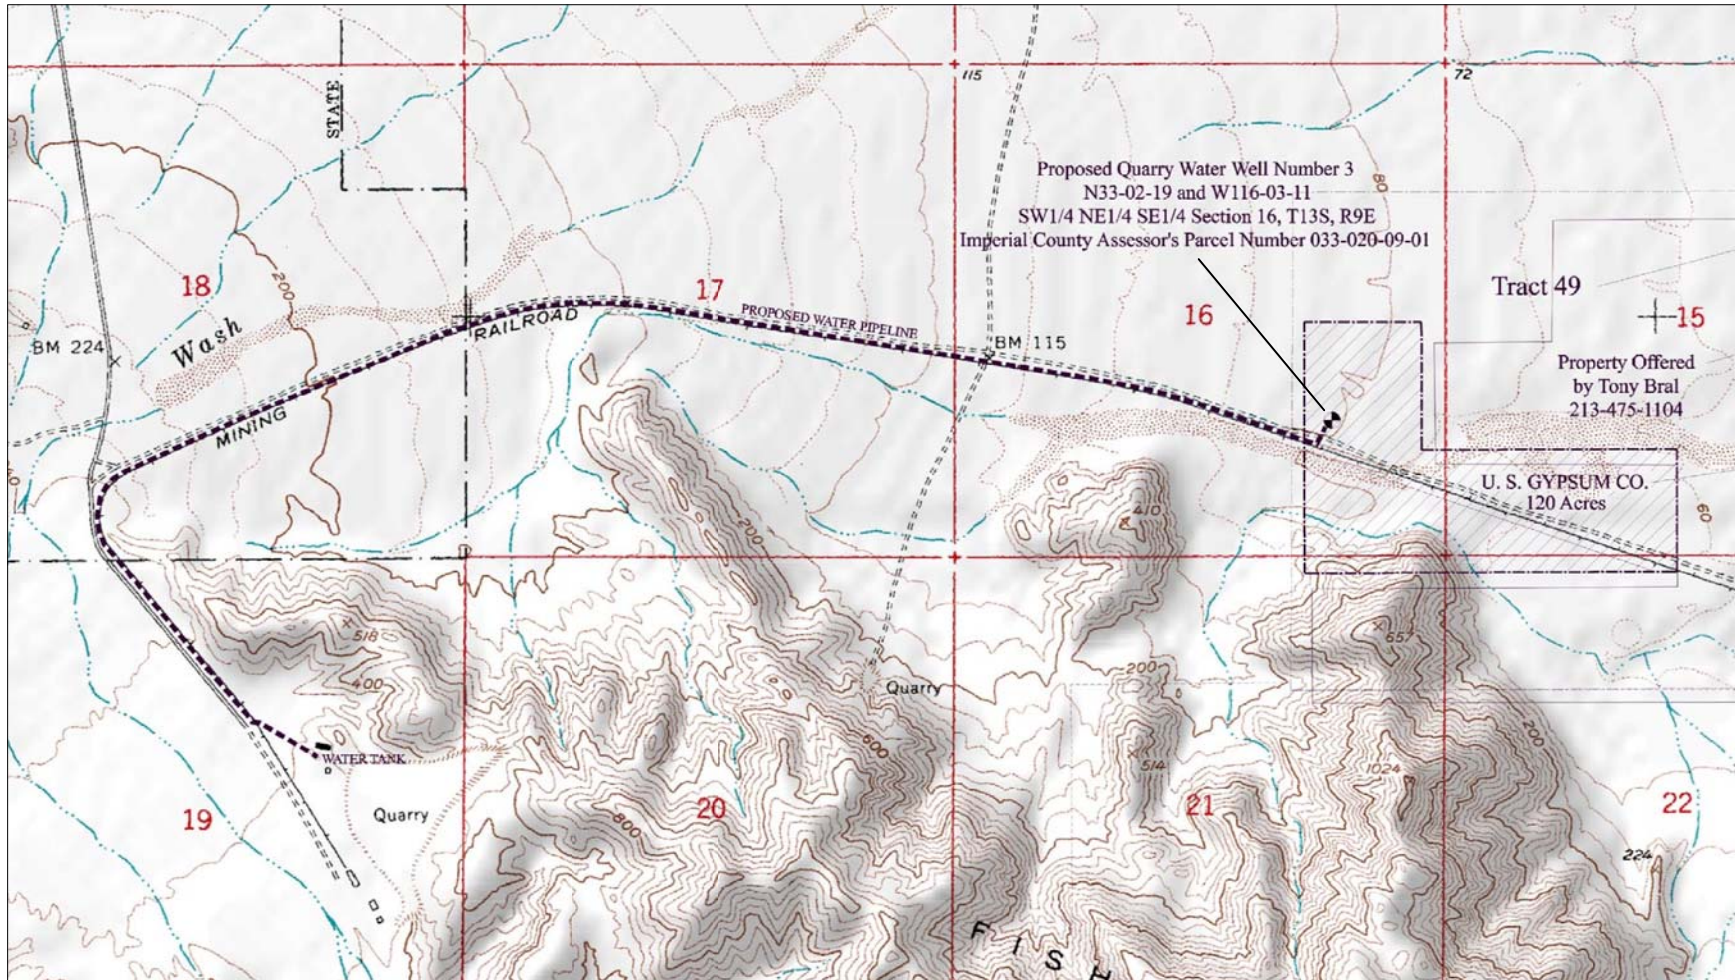 115
72
STATE
Proposed Quarry Water Well Number 3
N33-02-19 and W116-03-11
SW1/4 NE1/4 SE1/4 Section 16, T13S, R9E
Imperial County Assessor's Parcel Number 033-020-09-01
80
18
200
17
16
Tract 49
15
Wash
RAILROAD
PROPOSED WATER PIPELINE
BM 224
BM 115
Property Offered
by Tony Bral
213-475-1104
MINING
U. S. GYPSUM CO.
120 Acres
410
200
60
518
657
400
200
Quarry
200
600
WATER TANK
514
1024
19
Quarry
20
800
21
22
224
FISH